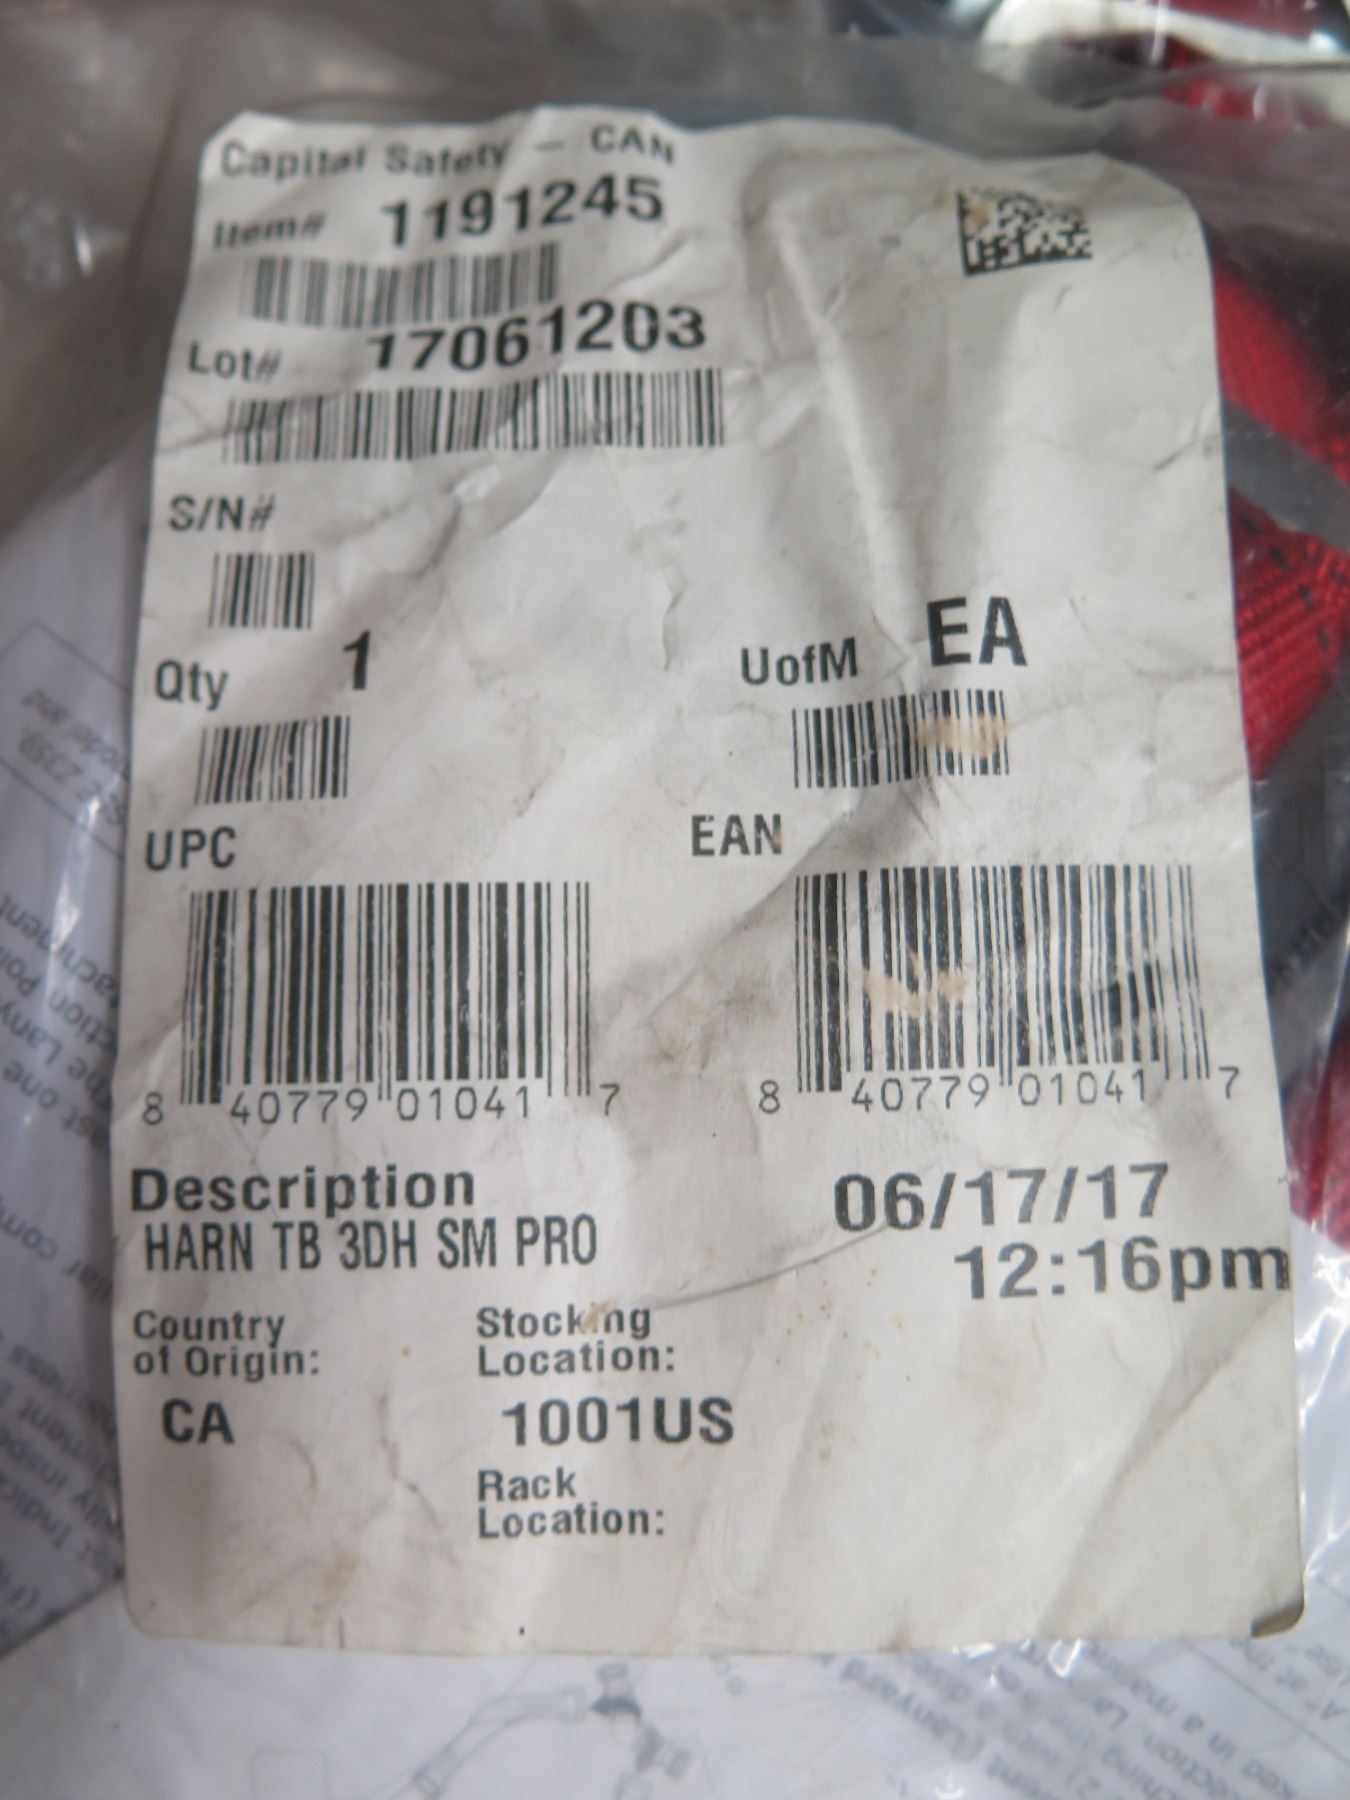 Capital Safety - CAN
Item# 1191245
Lot# 17061203
S/N#
Qty 1 UofM EA
UPC EAN
8 40779 01041 7 8 40779 01041 7
Description 06/17/17
HARN TB 3DH SM PRO 12:16pm
Country Stocking
of Origin: Location:
CA 1001US
Rack
Location: